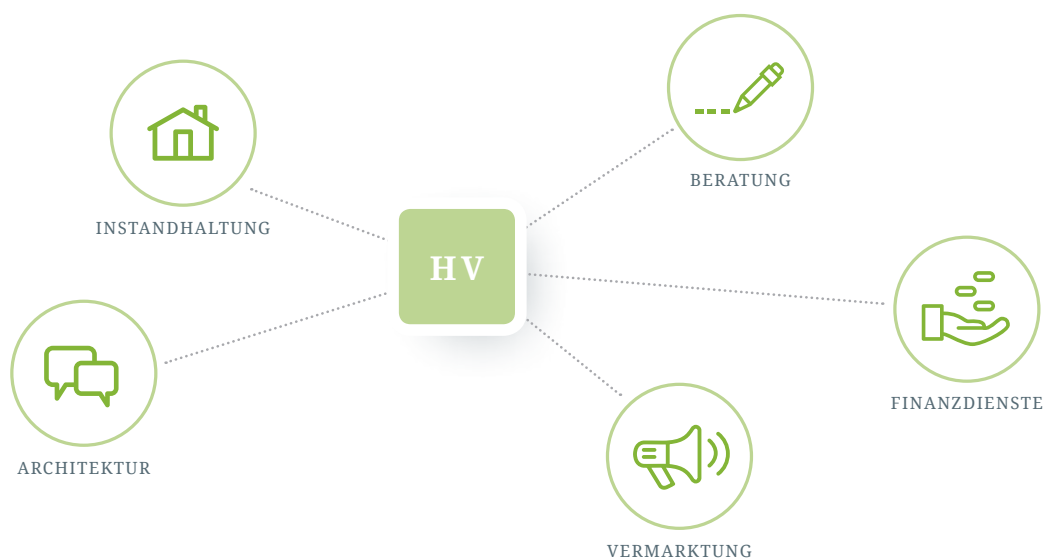 BERATUNG
INSTANDHALTUNG
HV
FINANZDIENSTE
ARCHITEKTUR
VERMARKTUNG